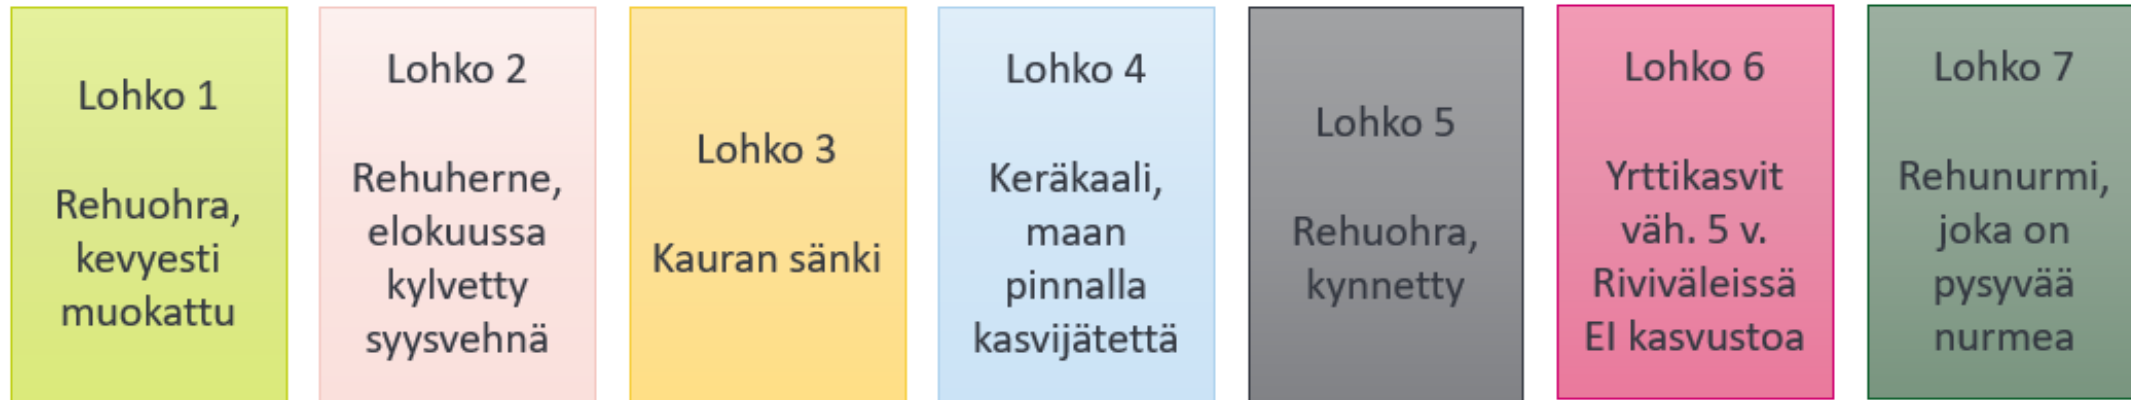 Lohko 1
Rehuohra,
kevyesti
muokattu
Lohko 2
Rehuherne,
elokuussa
kylvetty
syysvehnä
Lohko 3
Kauran sänki
Lohko 4
Keräkaali,
maan
pinnalla
kasvijätettä
Lohko 5
Rehuohra,
kynnetty
Lohko 6
Yrttikasvit
väh. 5 v.
Riviväleissä
EI kasvustoa
Lohko 7
Rehunurmi,
joka on
pysyvää
nurmea